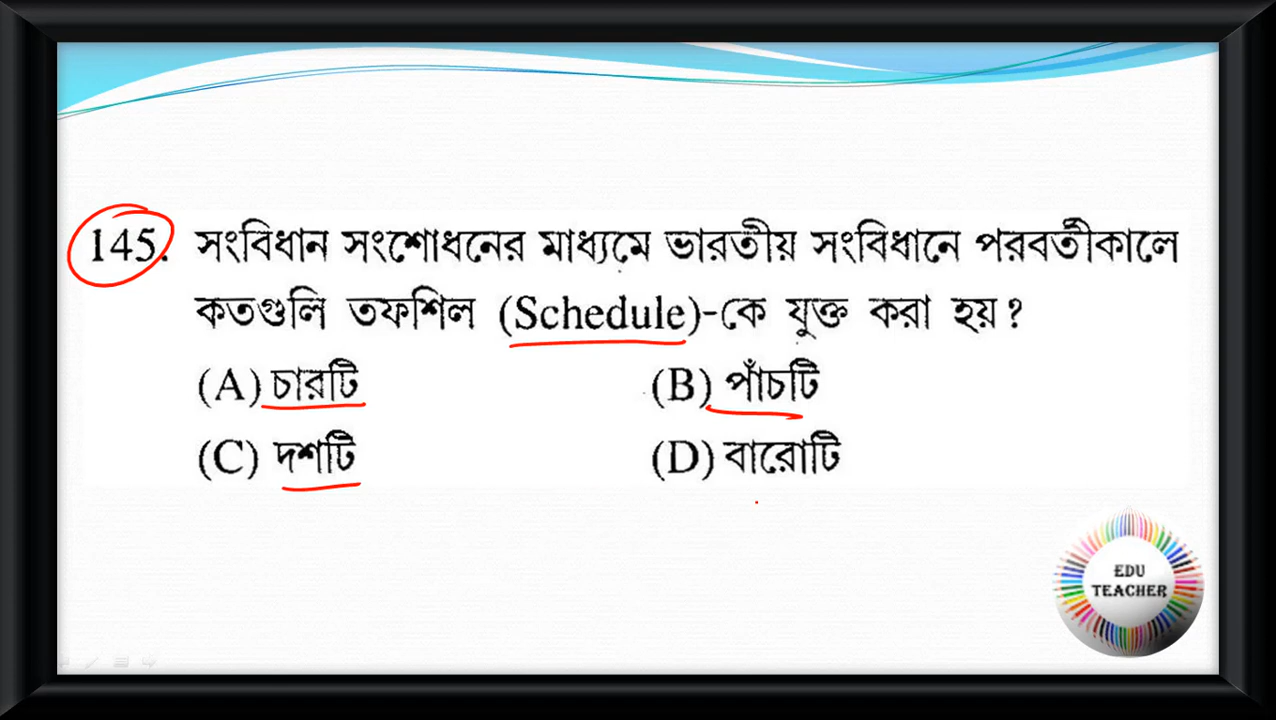 145. সংবিধান সংশোধনের মাধ্যমে ভারতীয় সংবিধানে পরবর্তীকালে
কতগুলি তফশিল (Schedule)-কে যুক্ত করা হয়?
(A) চারটি (B) পাঁচটি
(C) দশটি (D) বারোটি
EDU
TEACHER